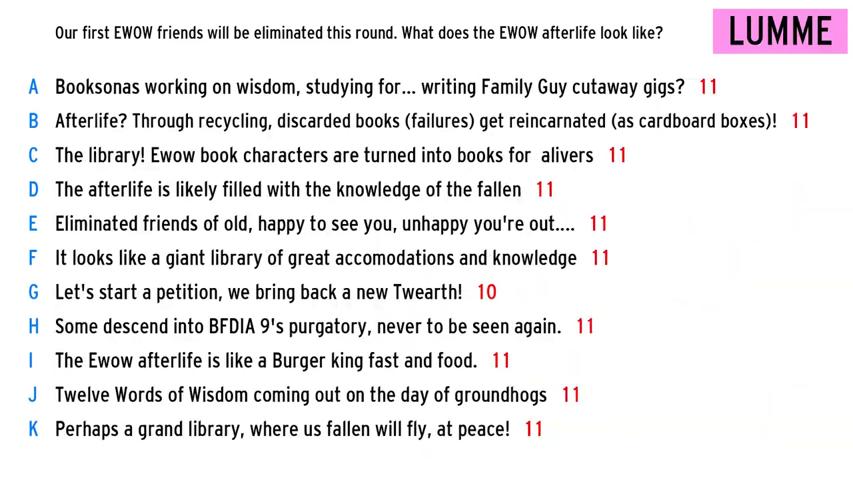 Our first EWOW friends will be eliminated this round. What does the EWOW afterlife look like?
LUMME
A Booksonas working on wisdom, studying for... writing Family Guy cutaway gigs? 11
B Afterlife? Through recycling, discarded books (failures) get reincarnated (as cardboard boxes)! 11
C The library! Ewow book characters are turned into books for alivers 11
D The afterlife is likely filled with the knowledge of the fallen 11
E Eliminated friends of old, happy to see you, unhappy you're out.... 11
F It looks like a giant library of great accomodations and knowledge 11
G Let's start a petition, we bring back a new Twearth! 10
H Some descend into BFDIA 9's purgatory, never to be seen again. 11
I The Ewow afterlife is like a Burger king fast and food. 11
J Twelve Words of Wisdom coming out on the day of groundhogs 11
K Perhaps a grand library, where us fallen will fly, at peace! 11